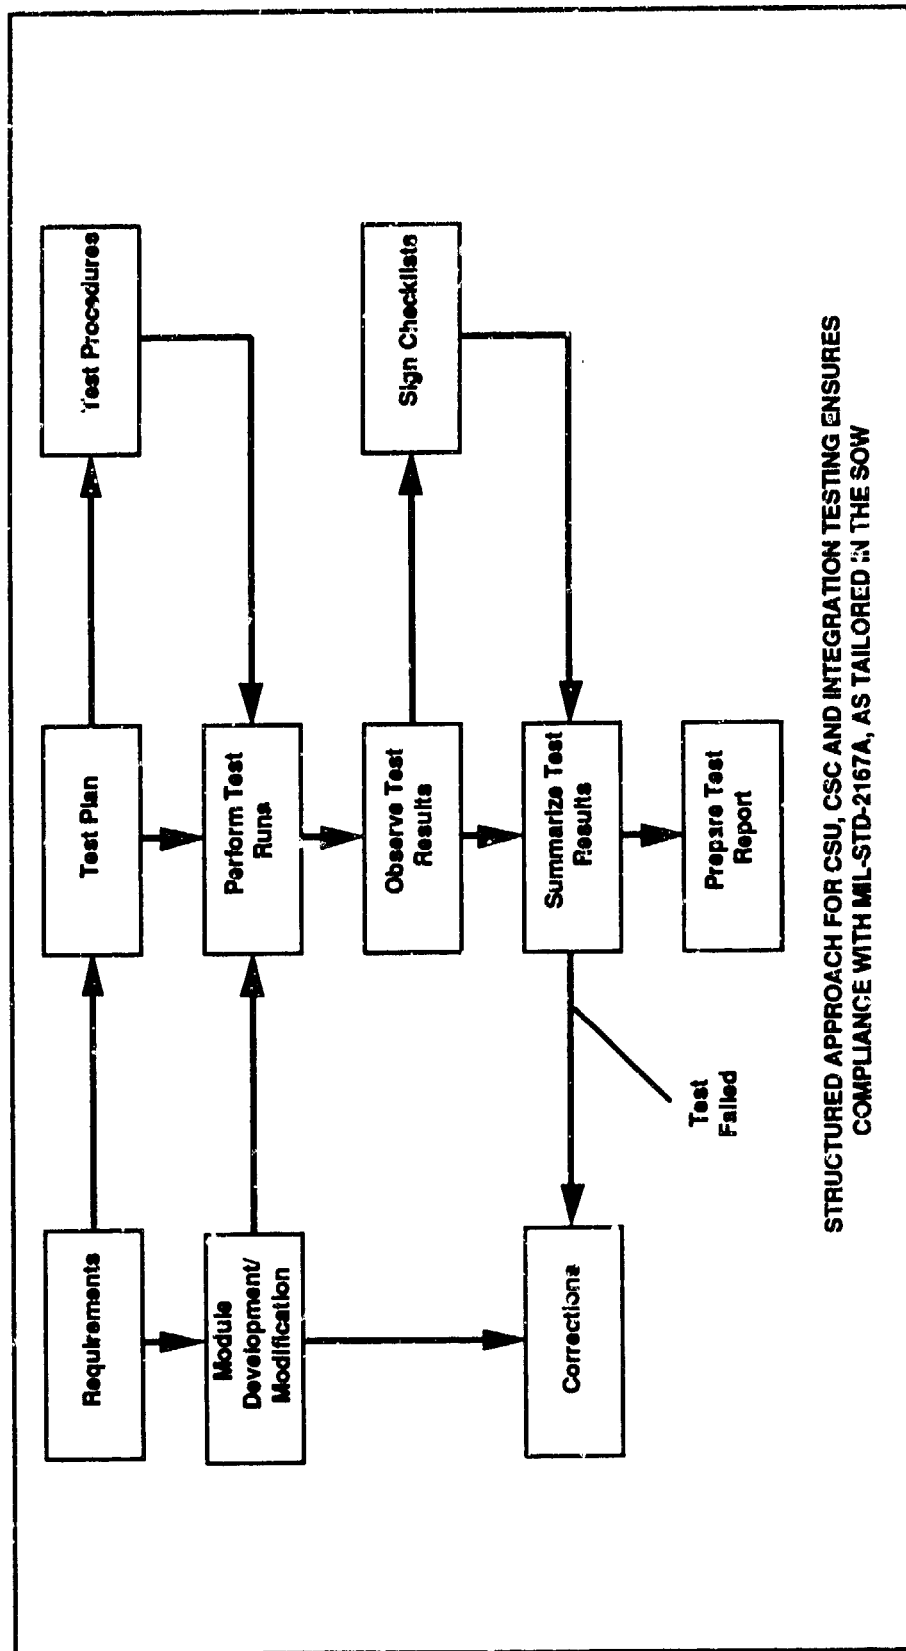 Requirements
Test Plan
Test Procedures
Module
Development/
Modification
Perform Test
Runs
Observe Test
Results
Sign Checklists
Corrections
Test
Failed
Summarize Test
Results
Prepare Test
Report
STRUCTURED APPROACH FOR CSU, CSC AND INTEGRATION TESTING ENSURES
COMPLIANCE WITH MIL-STD-2167A, AS TAILORED IN THE SOW